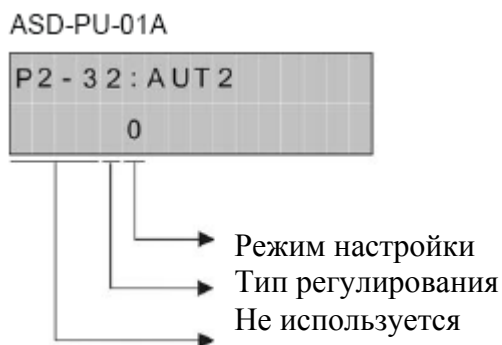 ASD-PU-01A
P2-32:AUT2
0
Режим настройки
Тип регулирования
Не используется